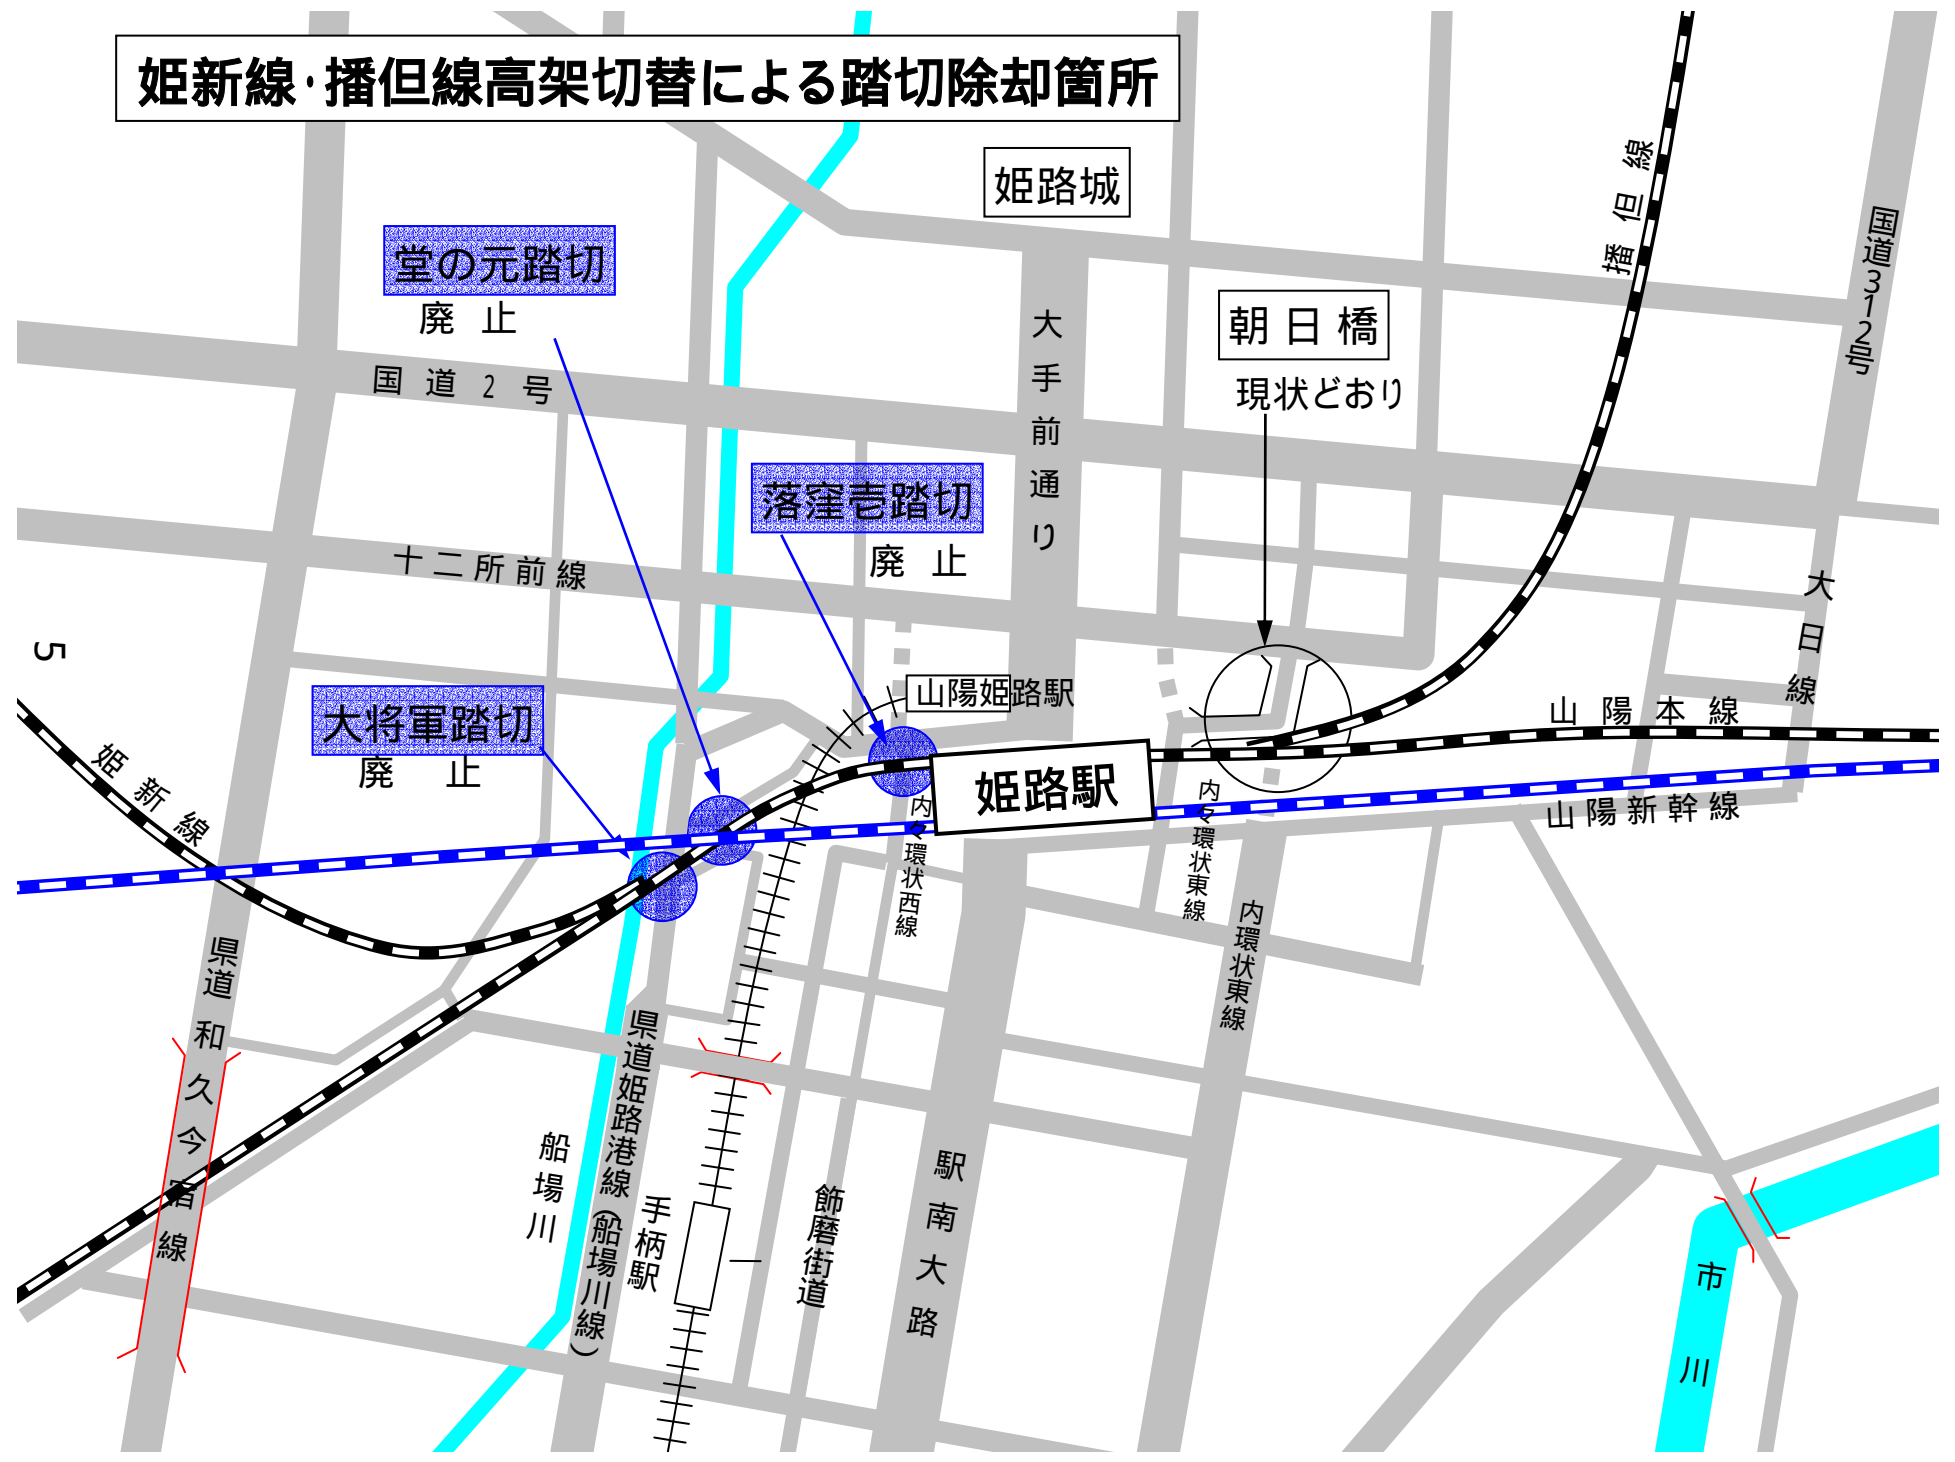 姫新線・播但線高架切替による踏切除却箇所
姫路城
播但線
国道312号
堂の元踏切
廃止
大手前通り
朝日橋
現状どおり
国道2号
落窪壱踏切
廃止
十二所前線
大日線
5
山陽姫路駅
大将軍踏切
廃止
姫新線
山陽本線
姫路駅
山陽新幹線
内々環状西線
内々環状東線
内環状東線
県道和久今宿線
県道姫路港線(船場川線)
船場川
手柄駅
飾磨街道
駅南大路
市川